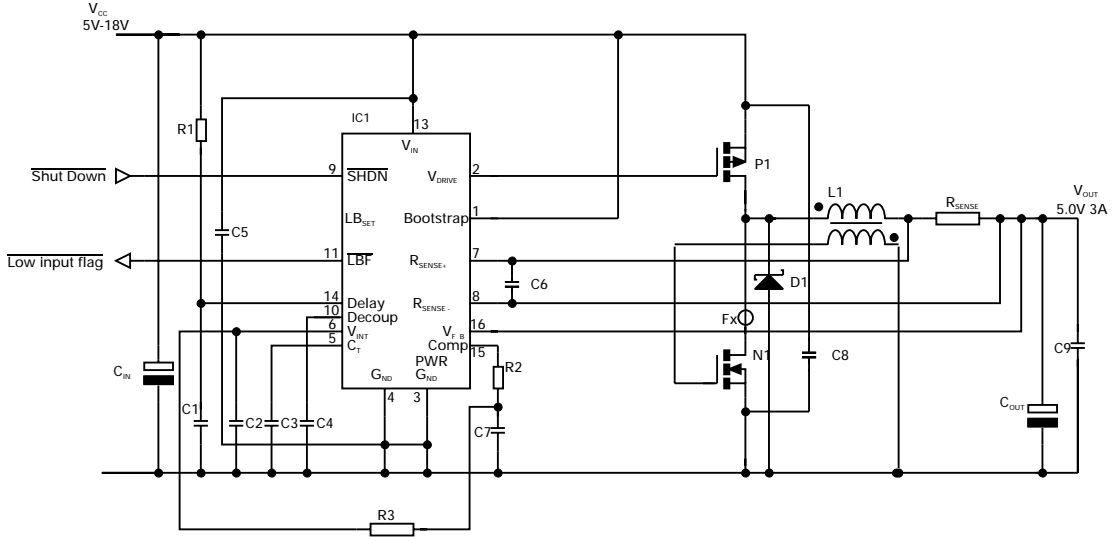 VCC
5V-18V
IC1
R1
13
VIN
P1
Shut Down
9
SHDN
VDRIVE
2
L1
RSENSE
VOUT
5.0V 3A
LBSET
Bootstrap
1
C5
Low input flag
11
LBF
RSENSE+
7
C6
D1
14
Delay
RSENSE -
8
10
Decoup
Fx
6
VINT
VF B
16
5
CT
Comp
15
N1
C8
C9
PWR
GND
GND
R2
CIN
4
3
COUT
C1
C2
C3
C4
C7
R3